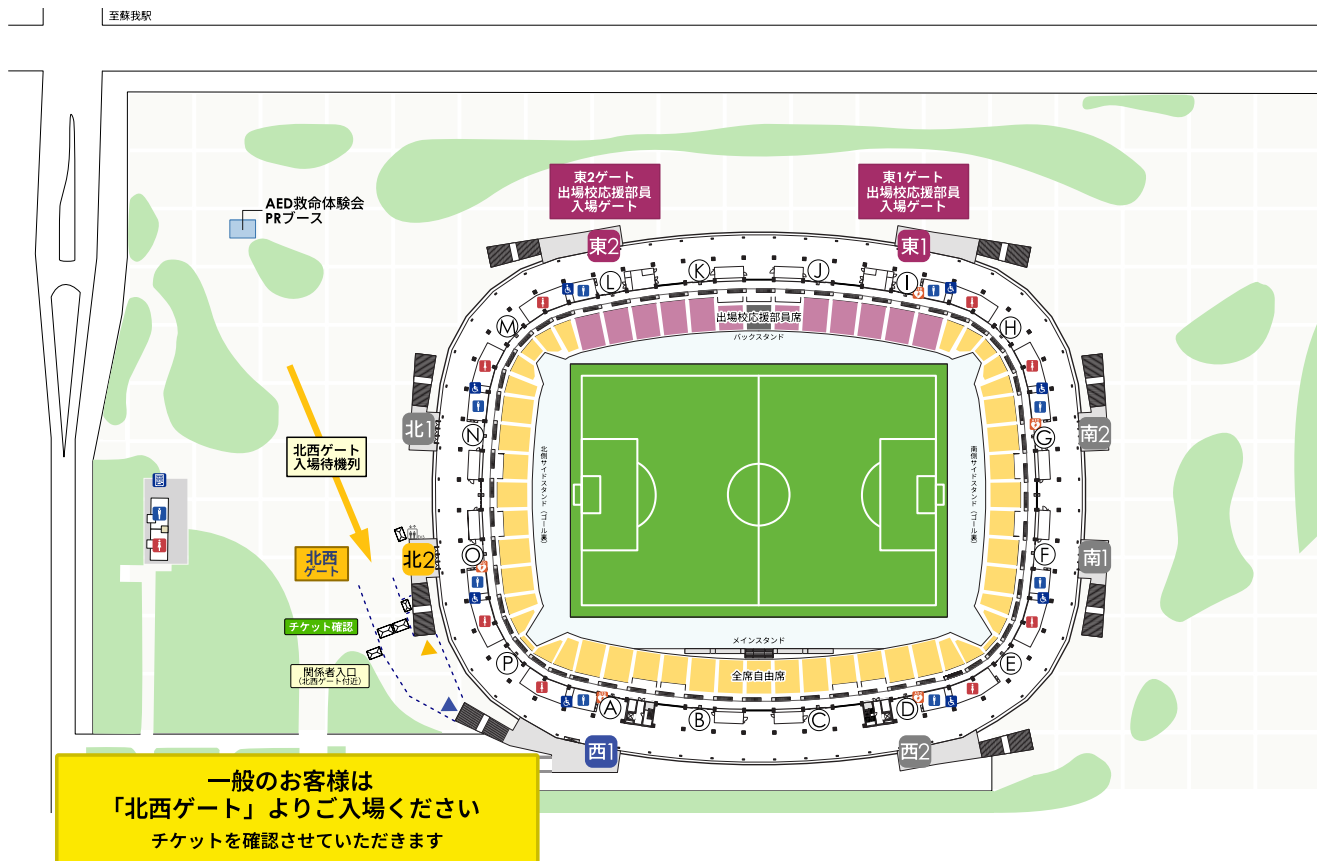 至蘇我駅
東2ゲート
出場校応援部員
入場ゲート
東1ゲート
出場校応援部員
入場ゲート
AED救命体験会
PRブース
東2
東1
L
K
J
I
M
H
出場校応援部員席
バックスタンド
北1
N
G
南2
北西ゲート
入場待機列
北側サイドスタンド(ゴール裏)
南側サイドスタンド(ゴール裏)
北西
ゲート
北2
O
F
南1
チケット確認
メインスタンド
P
E
関係者入口
(北西ゲート付近)
全席自由席
A
B
C
D
西1
西2
一般のお客様は
「北西ゲート」よりご入場ください
チケットを確認させていただきます